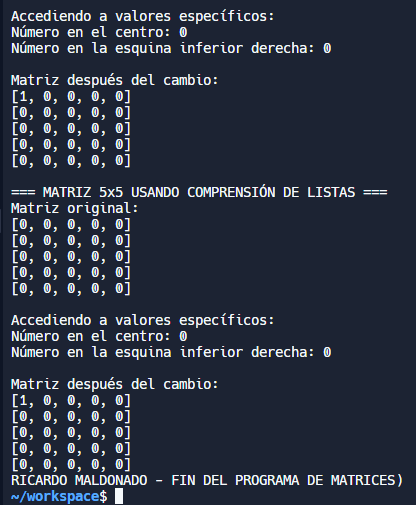 Accediendo a valores específicos:
Número en el centro: 0
Número en la esquina inferior derecha: 0
Matriz después del cambio:
[1, 0, 0, 0, 0]
[0, 0, 0, 0, 0]
[0, 0, 0, 0, 0]
[0, 0, 0, 0, 0]
[0, 0, 0, 0, 0]
=== MATRIZ 5x5 USANDO COMPRENSIÓN DE LISTAS ===
Matriz original:
[0, 0, 0, 0, 0]
[0, 0, 0, 0, 0]
[0, 0, 0, 0, 0]
[0, 0, 0, 0, 0]
[0, 0, 0, 0, 0]
Accediendo a valores específicos:
Número en el centro: 0
Número en la esquina inferior derecha: 0
Matriz después del cambio:
[1, 0, 0, 0, 0]
[0, 0, 0, 0, 0]
[0, 0, 0, 0, 0]
[0, 0, 0, 0, 0]
[0, 0, 0, 0, 0]
RICARDO MALDONADO - FIN DEL PROGRAMA DE MATRICES)
~/workspace$